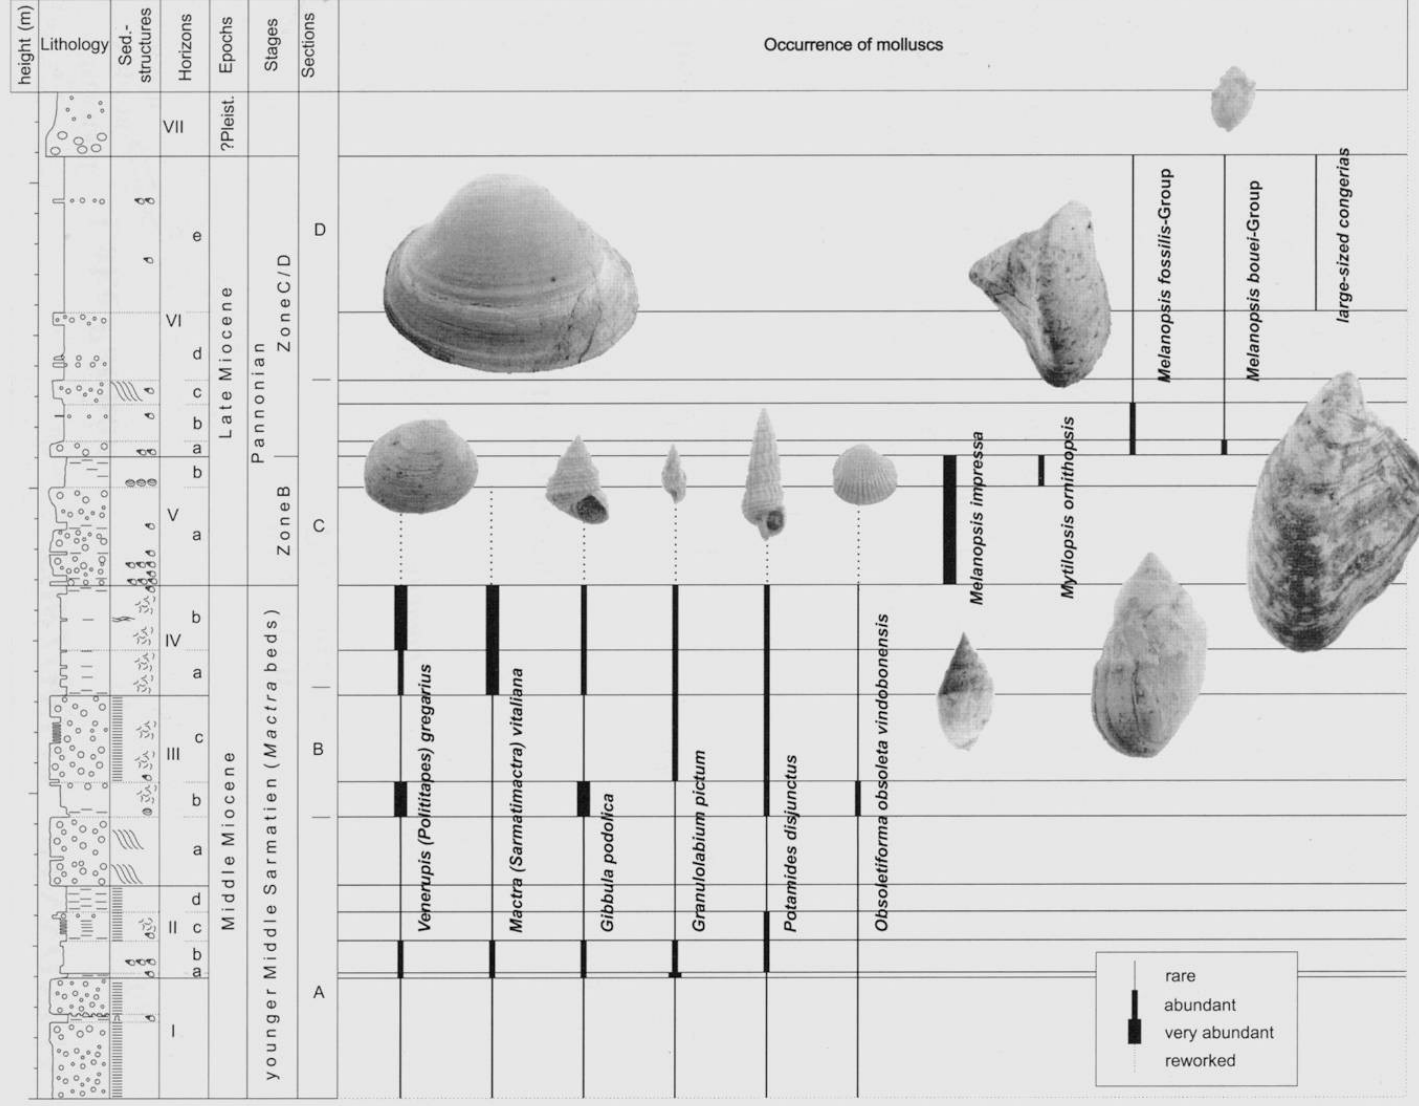 height (m)
Lithology
Sed.-
structures
Horizons
Epochs
Stages
Sections
Occurrence of molluscs
VII
?Pleist.
e
VI
d
c
b
a
Late Miocene
Pannonian
Zone C/D
D
b
V
a
Zone B
C
b
IV
a
c
III
b
a
B
d
II c
b
a
I
Middle Miocene
younger Middle Sarmatien (Mactra beds)
A
Venerupis (Polititapes) gregarius
Mactra (Sarmatimactra) vitaliana
Gibbula podolica
Granulolabium pictum
Potamides disjunctus
Obsoletiforma obsoleta vindobonensis
Melanopsis impressa
Mytilopsis ornithopsis
Melanopsis fossilis-Group
Melanopsis bouei-Group
large-sized congerias
rare
abundant
very abundant
reworked